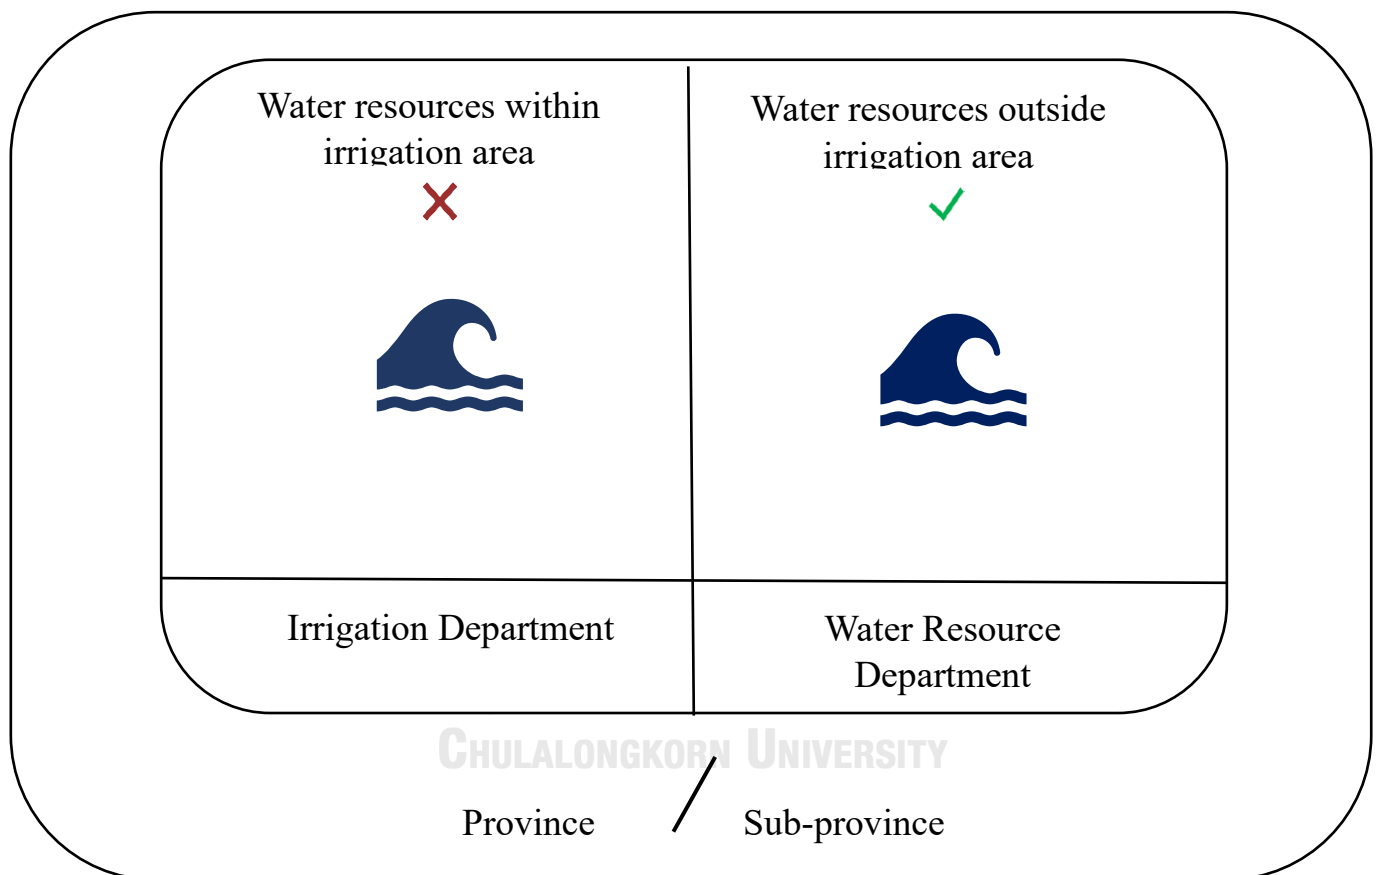 Water resources within
irrigation area
Water resources outside
irrigation area
Irrigation Department
Water Resource
Department
CHULALONGKORN UNIVERSITY
Province / Sub-province